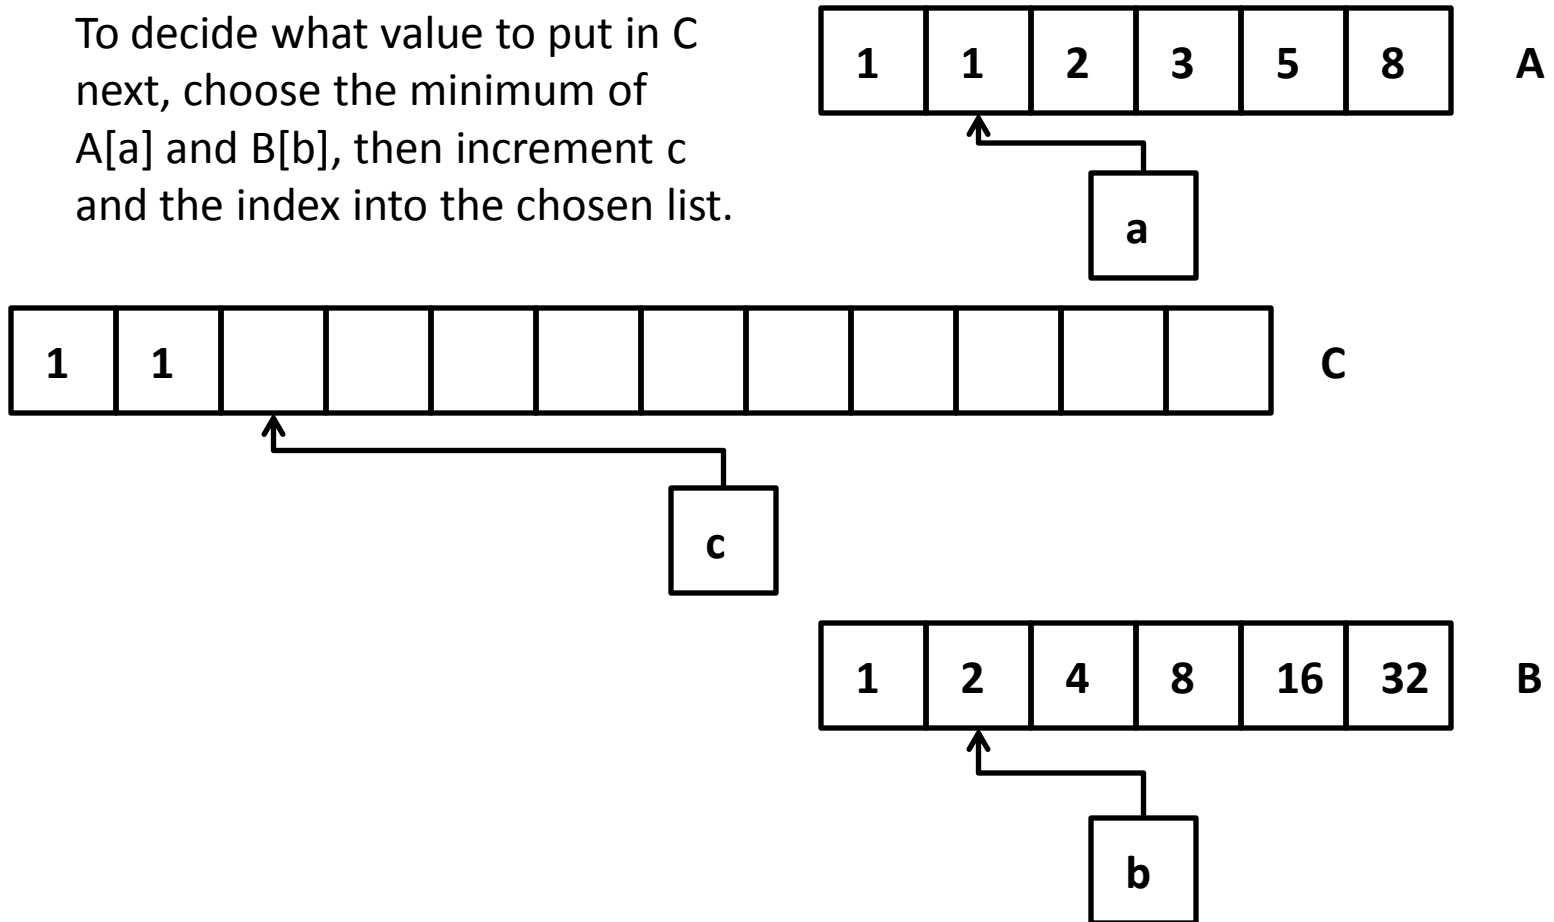 To decide what value to put in C
next, choose the minimum of
A[a] and B[b], then increment c
and the index into the chosen list.
1 1 2 3 5 8 A
a
1 1 C
c
1 2 4 8 16 32 B
b